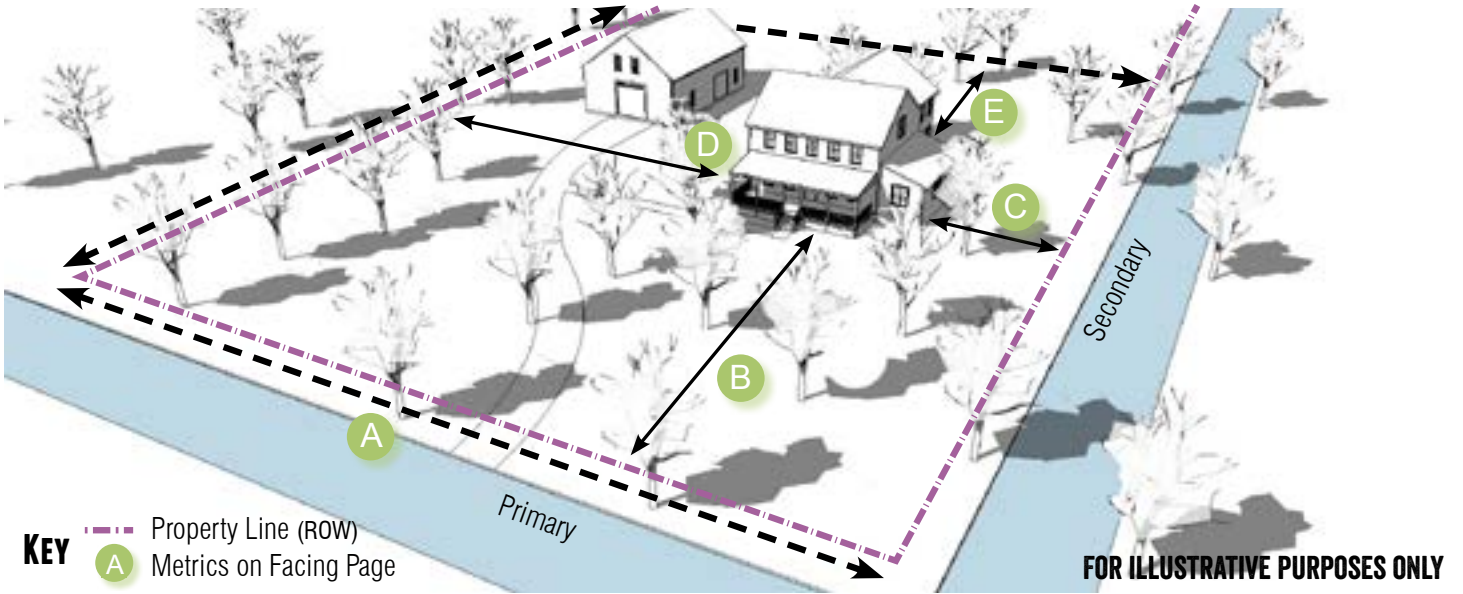 D
E
C
B
A
Secondary
Primary
KEY
Property Line (ROW)
A
Metrics on Facing Page
FOR ILLUSTRATIVE PURPOSES ONLY